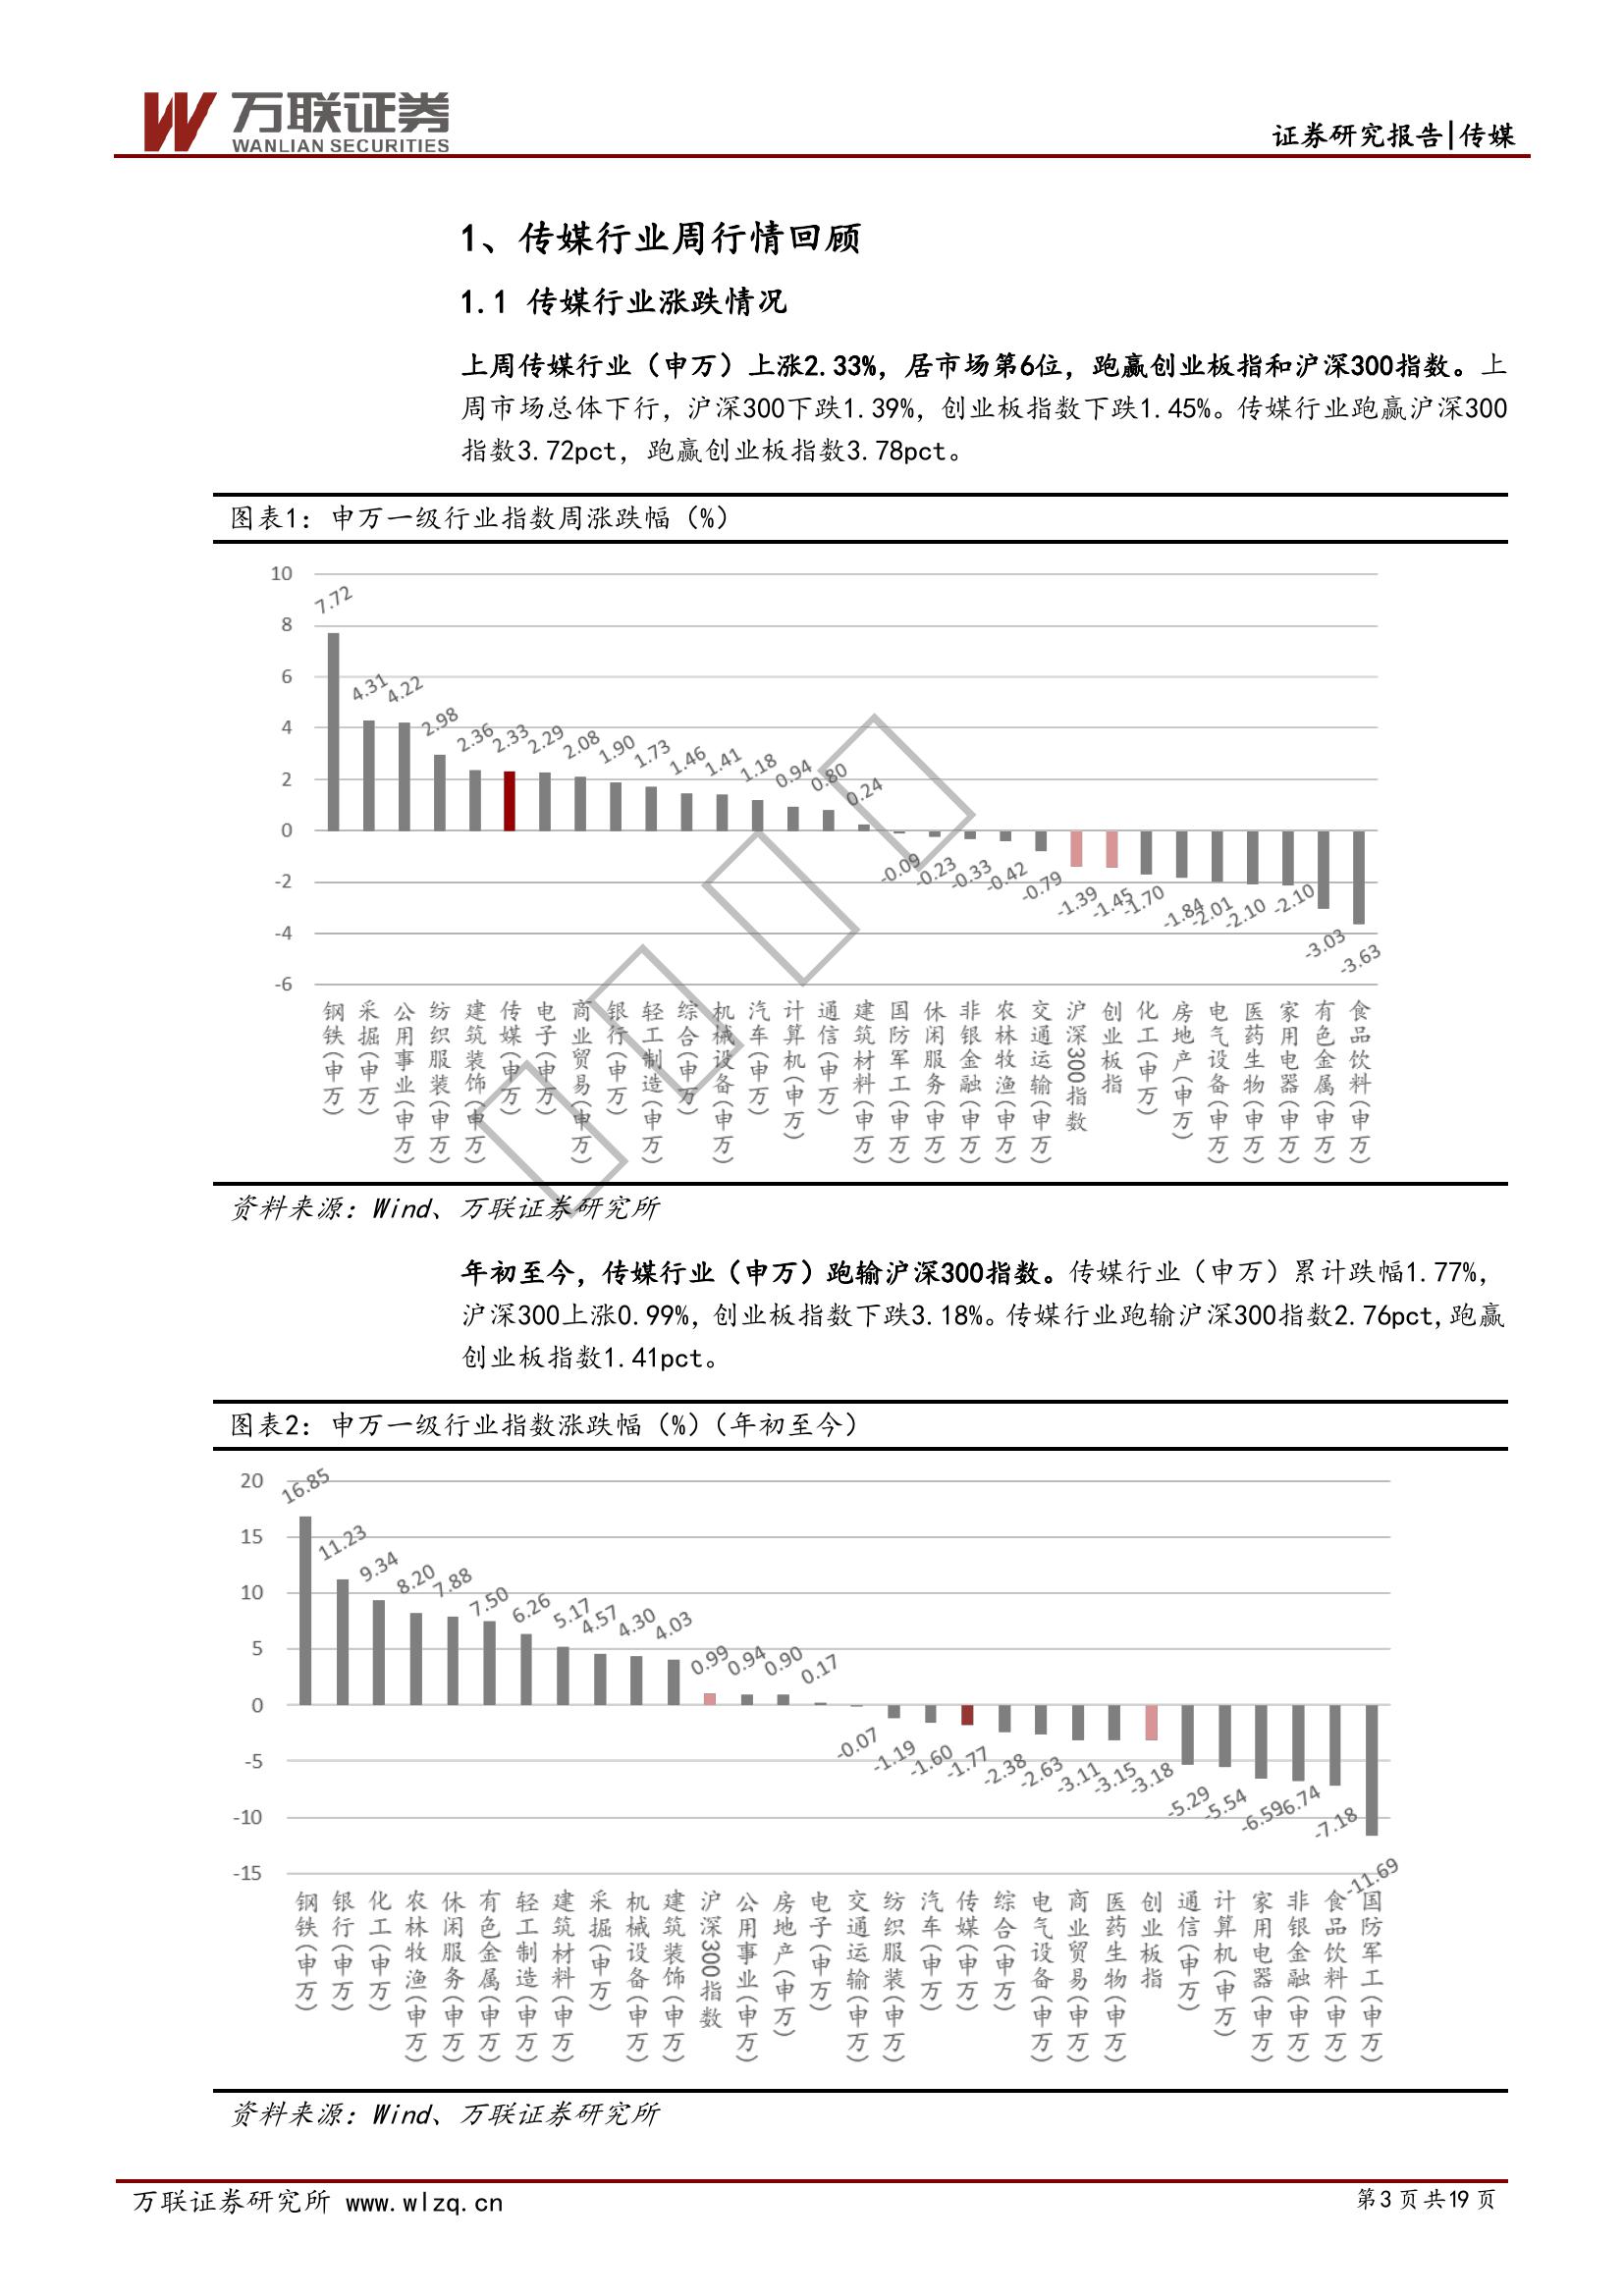 万联证券
WANLIAN SECURITIES
证券研究报告|传媒
1、传媒行业周行情回顾
1.1 传媒行业涨跌情况
上周传媒行业（申万）上涨2.33%，居市场第6位，跑赢创业板指和沪深300指数。上
周市场总体下行，沪深300下跌1.39%，创业板指数下跌1.45%。传媒行业跑赢沪深300
指数3.72pct，跑赢创业板指数3.78pct。
图表1：申万一级行业指数周涨跌幅（%）
10
8
6
4
2
0
-2
-4
-6
7.72
4.31
4.22
2.98
2.36
2.33
2.29
2.08
1.90
1.73
1.46
1.41
1.18
0.94
0.80
0.24
-0.09
-0.23
-0.33
-0.42
-0.79
-1.39
-1.45
-1.70
-1.84
-2.01
-2.10
-2.10
-3.03
-3.63
钢铁(申万)
采掘(申万)
公用事业(申万)
纺织服装(申万)
建筑装饰(申万)
传媒(申万)
电子(申万)
商业贸易(申万)
银行(申万)
轻工制造(申万)
综合(申万)
机械设备(申万)
汽车(申万)
计算机(申万)
通信(申万)
建筑材料(申万)
国防军工(申万)
休闲服务(申万)
非银金融(申万)
农林牧渔(申万)
交通运输(申万)
沪深300指数
创业板指
化工(申万)
房地产(申万)
电气设备(申万)
医药生物(申万)
家用电器(申万)
有色金属(申万)
食品饮料(申万)
资料来源：Wind、万联证券研究所
年初至今，传媒行业（申万）跑输沪深300指数。传媒行业（申万）累计跌幅1.77%，
沪深300上涨0.99%，创业板指数下跌3.18%。传媒行业跑输沪深300指数2.76pct，跑赢
创业板指数1.41pct。
图表2：申万一级行业指数涨跌幅（%）（年初至今）
20
15
10
5
0
-5
-10
-15
16.85
11.23
9.34
8.20
7.88
7.50
6.26
5.17
4.57
4.30
4.03
0.99
0.94
0.90
0.17
-0.07
-1.19
-1.60
-1.77
-2.38
-2.63
-3.11
-3.15
-3.18
-5.29
-5.54
-6.59
-6.74
-7.18
-11.69
钢铁(申万)
银行(申万)
化工(申万)
农林牧渔(申万)
休闲服务(申万)
有色金属(申万)
轻工制造(申万)
建筑材料(申万)
采掘(申万)
机械设备(申万)
建筑装饰(申万)
沪深300指数
公用事业(申万)
房地产(申万)
电子(申万)
交通运输(申万)
纺织服装(申万)
汽车(申万)
传媒(申万)
综合(申万)
电气设备(申万)
商业贸易(申万)
医药生物(申万)
创业板指
通信(申万)
计算机(申万)
家用电器(申万)
非银金融(申万)
食品饮料(申万)
国防军工(申万)
资料来源：Wind、万联证券研究所
万联证券研究所 www.wlzq.cn
第3页共19页